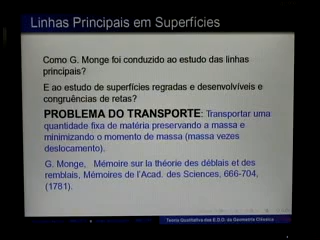 Linhas Principais em Superfícies
Como G. Monge foi conduzido ao estudo das linhas
principais?
E ao estudo de superfícies regradas e desenvolvíveis e
congruências de retas?
PROBLEMA DO TRANSPORTE: Transportar uma
quantidade fixa de matéria preservando a massa e
minimizando o momento de massa (massa vezes
deslocamento).
G. Monge, Mémoire sur la théorie des déblais et des
remblais, Mémoires de l'Acad. des Sciences, 666-704,
(1781).
Teoria Qualitativa das E.D.O. da Geometria Clássica